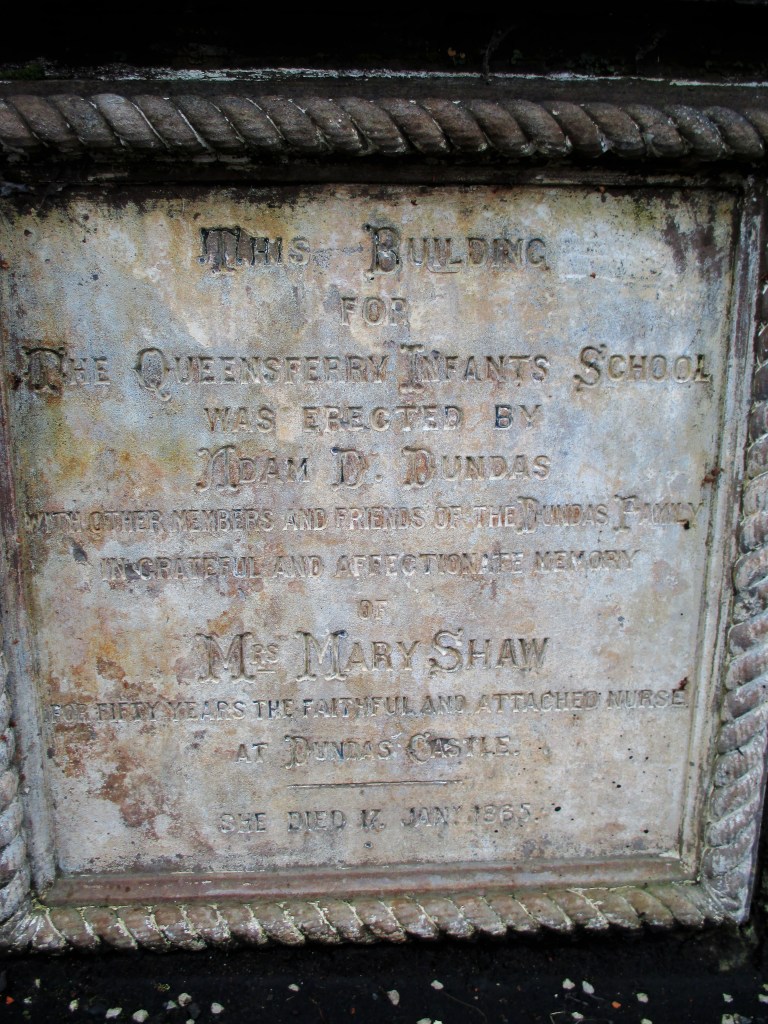 THIS BUILDING
FOR
THE QUEENSFERRY INFANTS SCHOOL
WAS ERECTED BY
ADAM D. DUNDAS
WITH OTHER MEMBERS AND FRIENDS OF THE DUNDAS FAMILY
IN GRATEFUL AND AFFECTIONATE MEMORY
OF
MRS MARY SHAW
FOR FIFTY YEARS THE FAITHFUL AND ATTACHED NURSE
AT DUNDAS CASTLE.
SHE DIED 17. JANY. 1865.